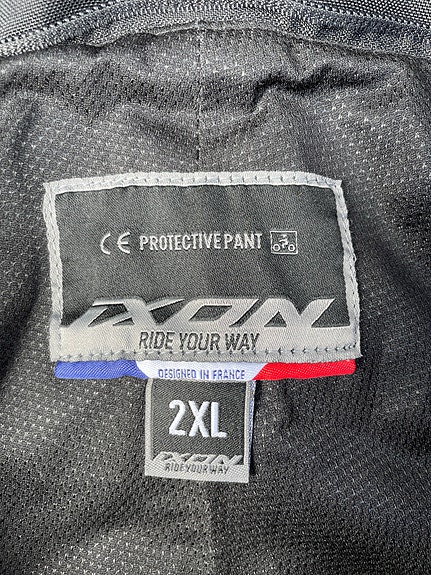 CE PROTECTIVE PANT
IXON
RIDE YOUR WAY
DESIGNED IN FRANCE
2XL
IXON
RIDE YOUR WAY